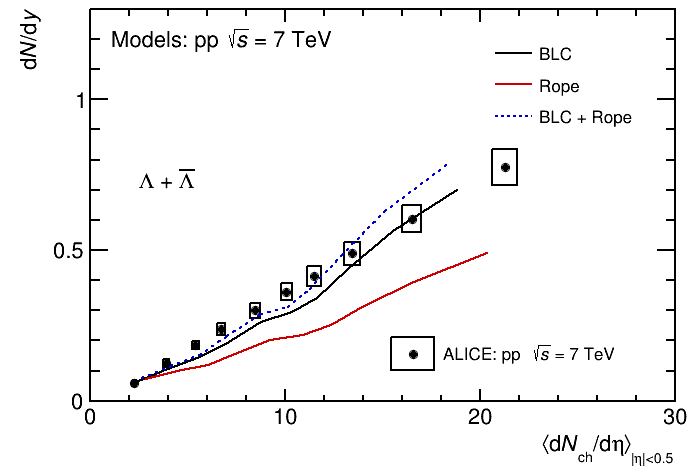 dN/dy
Models: pp √s = 7 TeV
BLC
Rope
BLC + Rope
Λ + Λ̅
ALICE: pp √s = 7 TeV
1
0.5
0
0 10 20 30
⟨dN_ch/dη⟩_|η|<0.5